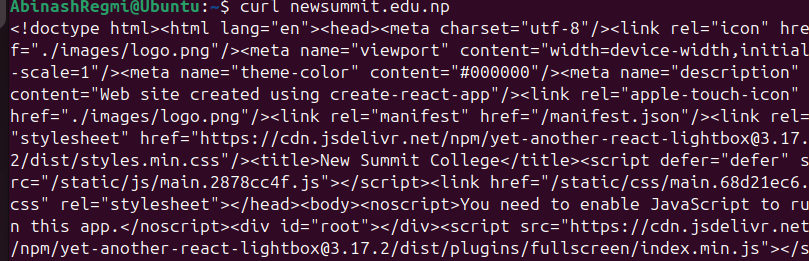 AbinashRegmi@Ubuntu:~$ curl newsummit.edu.np
<!doctype html><html lang="en"><head><meta charset="utf-8"/><link rel="icon" hre
f="./images/logo.png"/><meta name="viewport" content="width=device-width,initial
-scale=1"/><meta name="theme-color" content="#000000"/><meta name="description"
content="Web site created using create-react-app"/><link rel="apple-touch-icon"
href="./images/logo.png"/><link rel="manifest" href="/manifest.json"/><link rel=
"stylesheet" href="https://cdn.jsdelivr.net/npm/yet-another-react-lightbox@3.17.
2/dist/styles.min.css"/><title>New Summit College</title><script defer="defer" s
rc="/static/js/main.2878cc4f.js"></script><link href="/static/css/main.68d21ec6.
css" rel="stylesheet"></head><body><noscript>You need to enable JavaScript to ru
n this app.</noscript><div id="root"></div><script src="https://cdn.jsdelivr.net
/npm/yet-another-react-lightbox@3.17.2/dist/plugins/fullscreen/index.min.js"></s